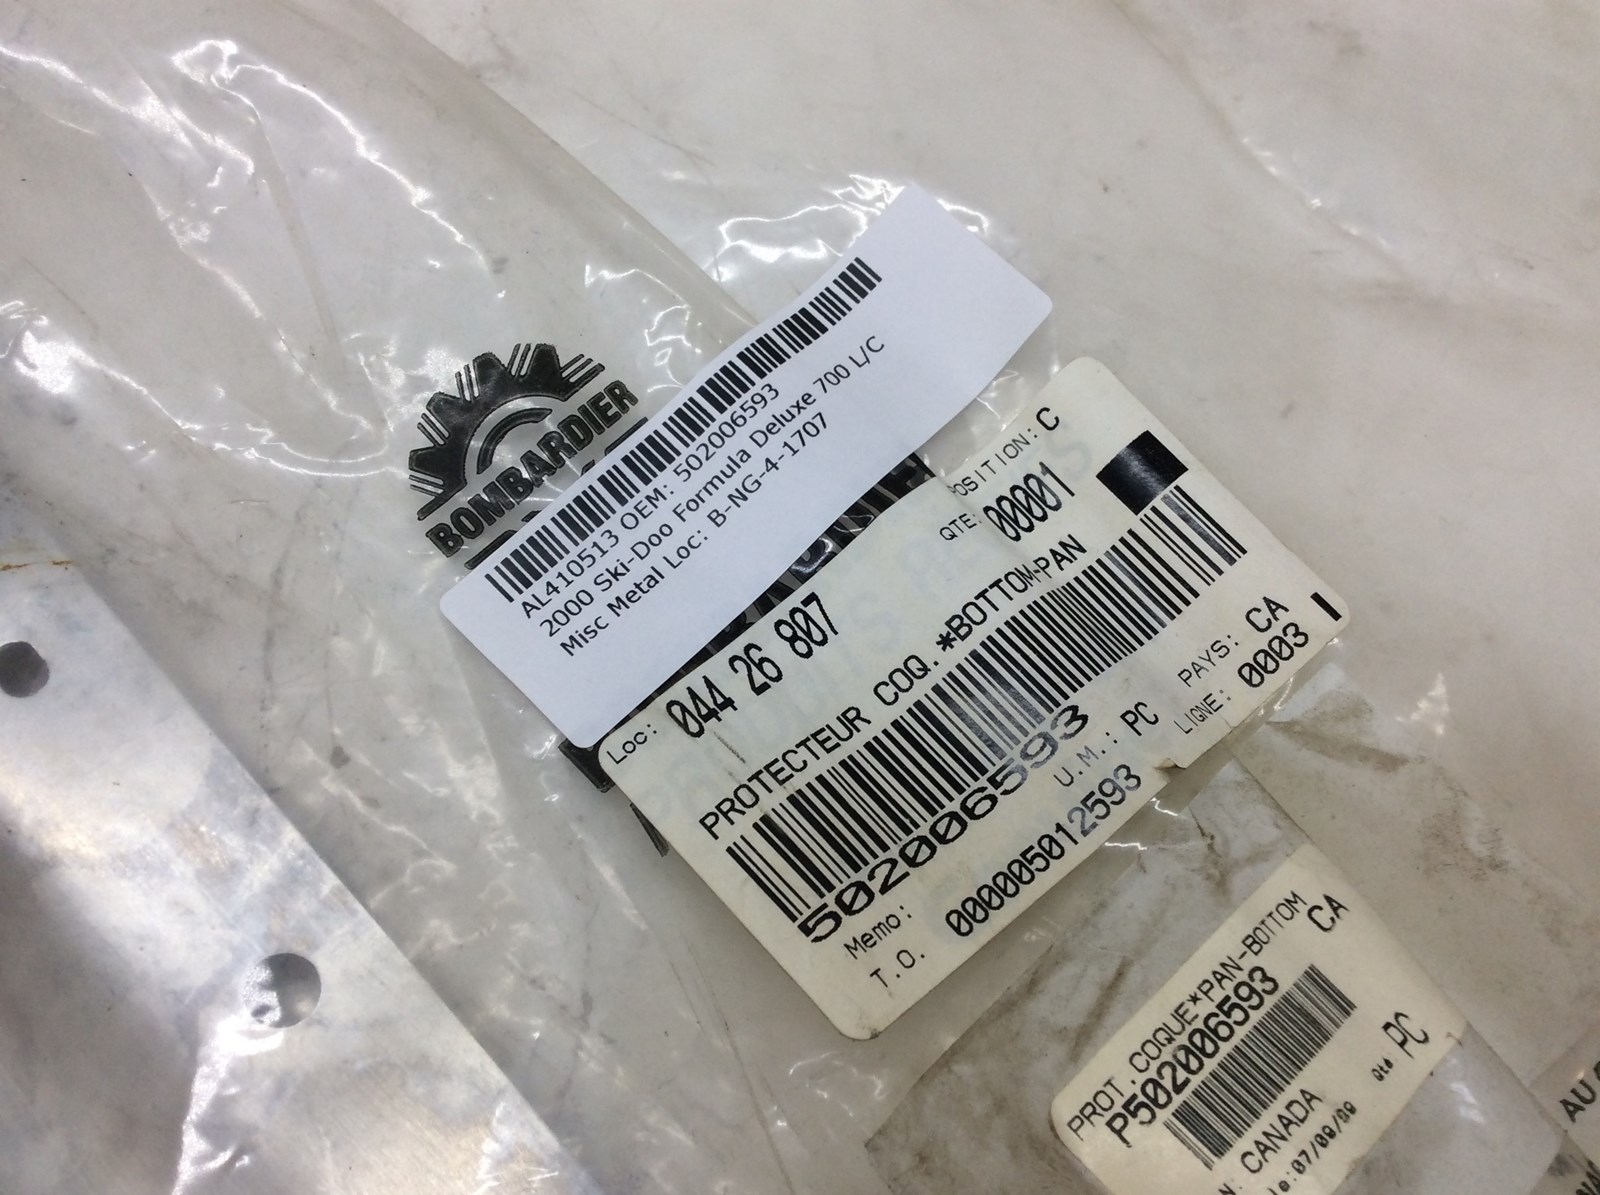 BOMBARDIER
AL410513 OEM: 502006593
2000 Ski-Doo Formula Deluxe 700 L/C
Misc Metal Loc: B-NG-4-1707
POSITION: C
QTE: 00001
Loc: 044 26 807
PROTECTEUR COQ.*BOTTOM-PAN
502006593
PAYS: CA
Memo: U.M.: PC
LIGNE: 0003
T.O. 000005012593
PROT.COQUE*PAN-BOTTOM
P502006593 CA
CANADA
Qté PC
AU